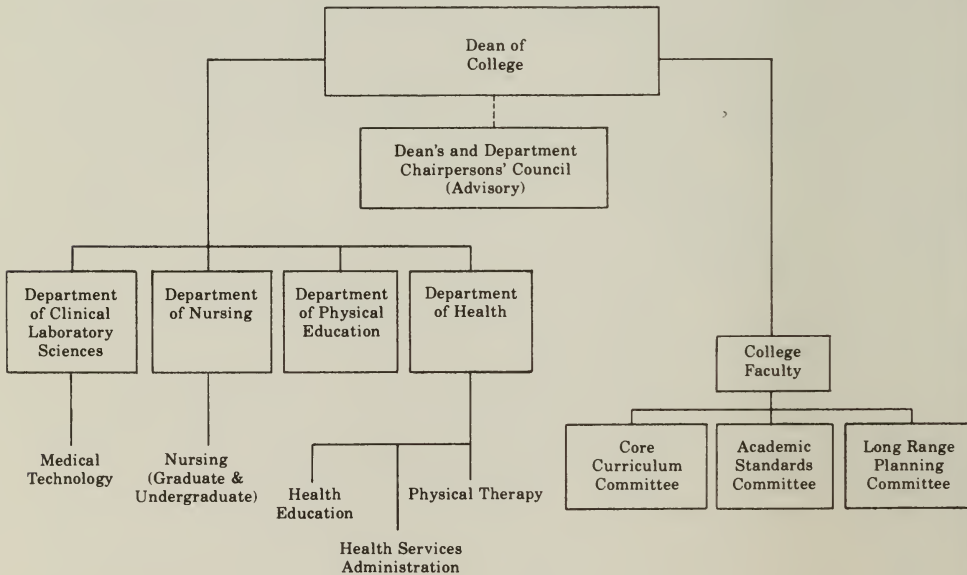 Dean of
College
Dean's and Department
Chairpersons' Council
(Advisory)
Department
of Clinical
Laboratory
Sciences
Department
of Nursing
Department
of Physical
Education
Department
of Health
College
Faculty
Medical
Technology
Nursing
(Graduate &
Undergraduate)
Health
Education
Physical Therapy
Health Services
Administration
Core
Curriculum
Committee
Academic
Standards
Committee
Long Range
Planning
Committee